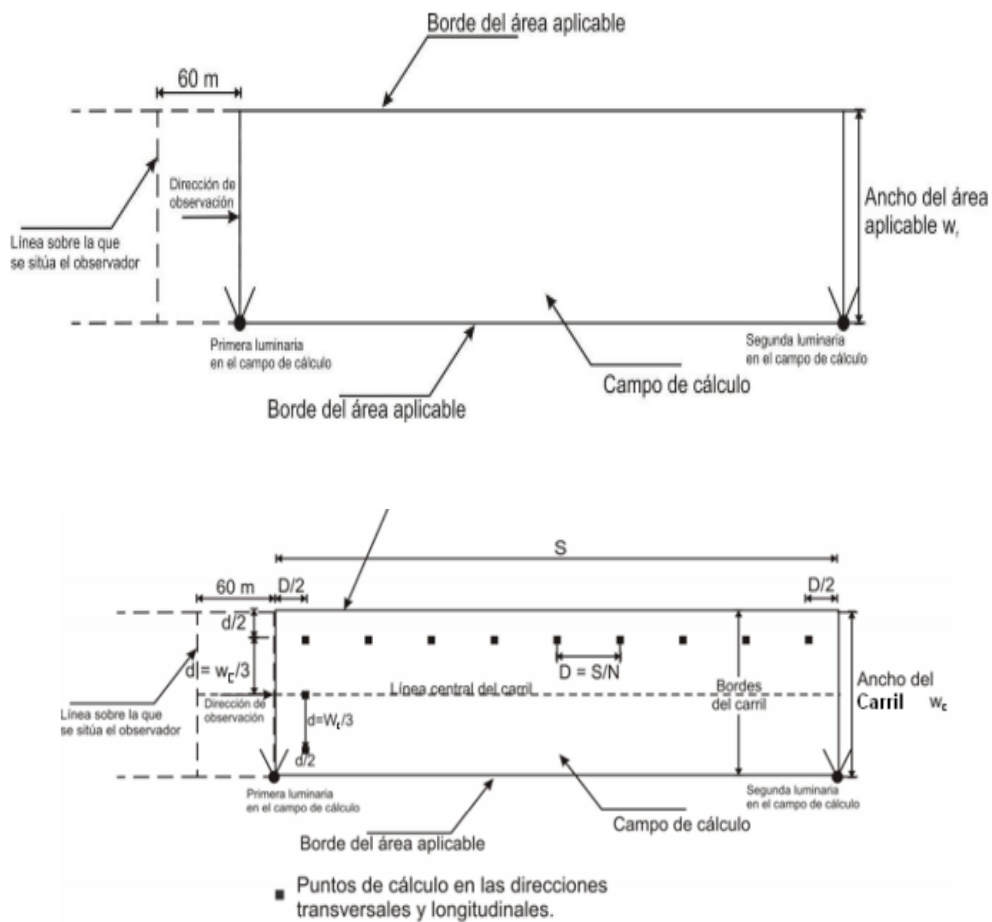 Borde del área aplicable
60 m
Dirección de
observación
Ancho del área
aplicable w,
Línea sobre la que
se sitúa el observador
Primera luminaria
en el campo de cálculo
Segunda luminaria
en el campo de cálculo
Campo de cálculo
Borde del área aplicable
S
60 m
D/2
D/2
d/2
d = wc/3
D = S/N
Línea central del carril
Bordes
del carril
Ancho del
Carril wc
Dirección de
observación
Línea sobre la que
se sitúa el observador
d=Wc/3
d/2
Primera luminaria
en el campo de cálculo
Segunda luminaria
en el campo de cálculo
Campo de cálculo
Borde del área aplicable
Puntos de cálculo en las direcciones
transversales y longitudinales.